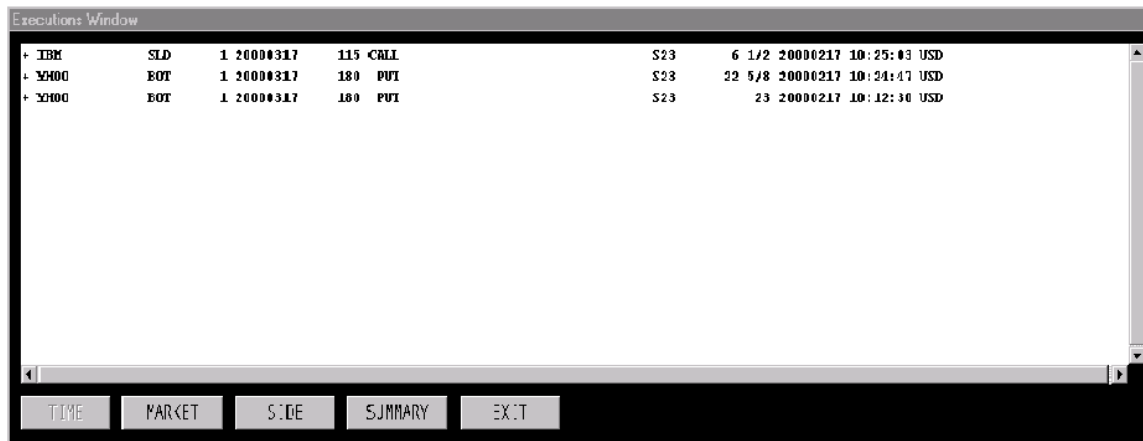 Executions Window
+ IBM SLD 1 20000317 115 CALL S23 6 1/2 20000217 10:25:03 USD
+ YHOO BOT 1 20000317 180 PUT S23 22 5/8 20000217 10:24:47 USD
+ YHOO BOT 1 20000317 180 PUT S23 23 20000217 10:12:30 USD
TIME MARKET SIDE SUMMARY EXIT